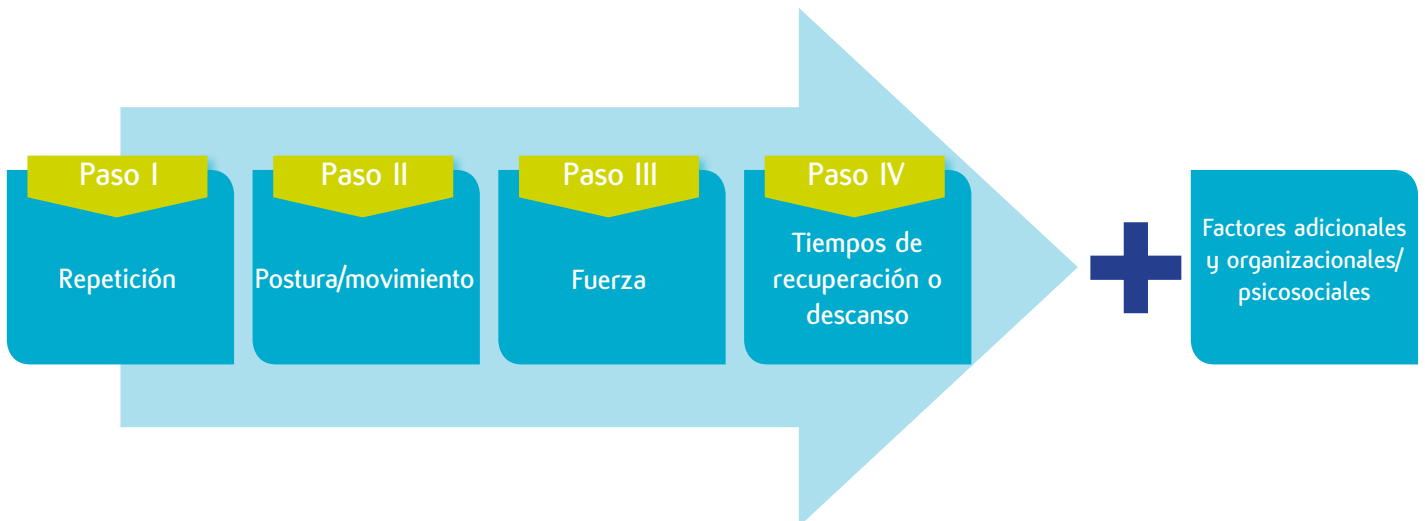 Paso I
Repetición
Paso II
Postura/movimiento
Paso III
Fuerza
Paso IV
Tiempos de
recuperación o
descanso
Factores adicionales
y organizacionales/
psicosociales